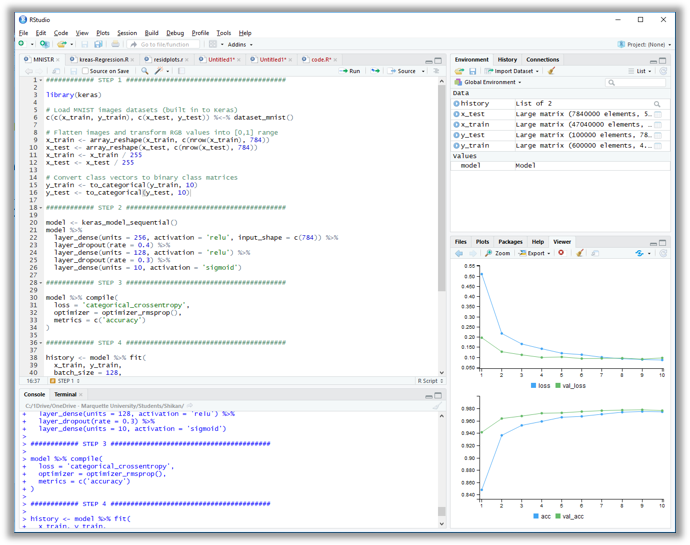 RStudio
File Edit Code View Plots Session Build Debug Profile Tools Help
Go to file/function Addins Project: (None)
MNIST.R kreas-Regression.R residplots.r Untitled1* Untitled1* code.R*
Source on Save Run Source
1 ############ STEP 1 ########################################
2
3 library(keras)
4
5 # Load MNIST images datasets (built in to Keras)
6 c(c(x_train, y_train), c(x_test, y_test)) %<-% dataset_mnist()
7
8 # Flatten images and transform RGB values into [0,1] range
9 x_train <- array_reshape(x_train, c(nrow(x_train), 784))
10 x_test <- array_reshape(x_test, c(nrow(x_test), 784))
11 x_train <- x_train / 255
12 x_test <- x_test / 255
13
14 # Convert class vectors to binary class matrices
15 y_train <- to_categorical(y_train, 10)
16 y_test <- to_categorical(y_test, 10)
17
18 ############ STEP 2 ########################################
19
20 model <- keras_model_sequential()
21 model %>%
22 layer_dense(units = 256, activation = 'relu', input_shape = c(784)) %>%
23 layer_dropout(rate = 0.4) %>%
24 layer_dense(units = 128, activation = 'relu') %>%
25 layer_dropout(rate = 0.3) %>%
26 layer_dense(units = 10, activation = 'sigmoid')
27
28 ############ STEP 3 ########################################
29
30 model %>% compile(
31 loss = 'categorical_crossentropy',
32 optimizer = optimizer_rmsprop(),
33 metrics = c('accuracy')
34 )
35
36 ############ STEP 4 ########################################
37
38 history <- model %>% fit(
39 x_train, y_train,
40 batch_size = 128,
16:37 STEP 1 R Script
Console Terminal
C:/1Drive/OneDrive - Marquette University/Students/Shikan/
+ layer_dense(units = 128, activation = 'relu') %>%
+ layer_dropout(rate = 0.3) %>%
+ layer_dense(units = 10, activation = 'sigmoid')
>
> ############ STEP 3 ########################################
>
> model %>% compile(
+ loss = 'categorical_crossentropy',
+ optimizer = optimizer_rmsprop(),
+ metrics = c('accuracy')
+ )
>
> ############ STEP 4 ########################################
>
> history <- model %>% fit(
+ x_train, y_train,
Environment History Connections
Import Dataset List
Global Environment
Data
history List of 2
x_test Large matrix (7840000 elements, 5...
x_train Large matrix (47040000 elements, ...
y_test Large matrix (100000 elements, 78...
y_train Large matrix (600000 elements, 4....
Values
model Model
Files Plots Packages Help Viewer
Zoom Export
0.55
0.50
0.450
0.40
0.350
0.30
0.250
0.20
0.150
0.10
0.050
1 2 3 4 5 6 7 8 9 10
loss val_loss
0.980
0.960
0.940
0.920
0.900
0.880
0.860
0.840
1 2 3 4 5 6 7 8 9 10
acc val_acc